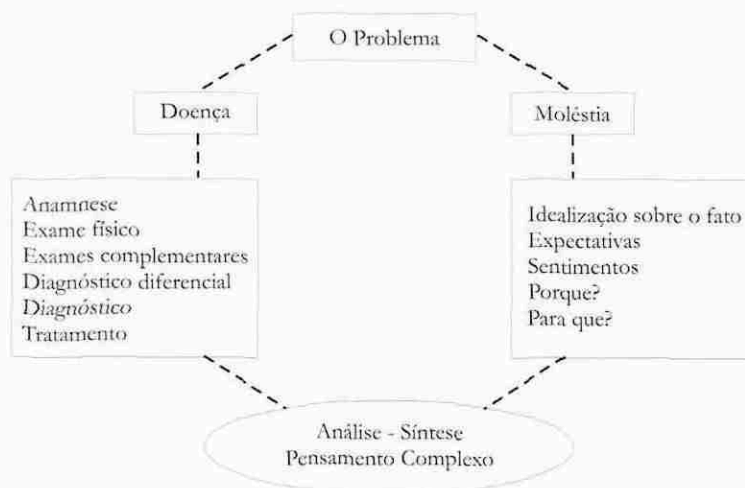 O Problema
Doença
Moléstia
Anamnese
Exame físico
Exames complementares
Diagnóstico diferencial
Diagnóstico
Tratamento
Idealização sobre o fato
Expectativas
Sentimentos
Porque?
Para que?
Análise - Síntese
Pensamento Complexo